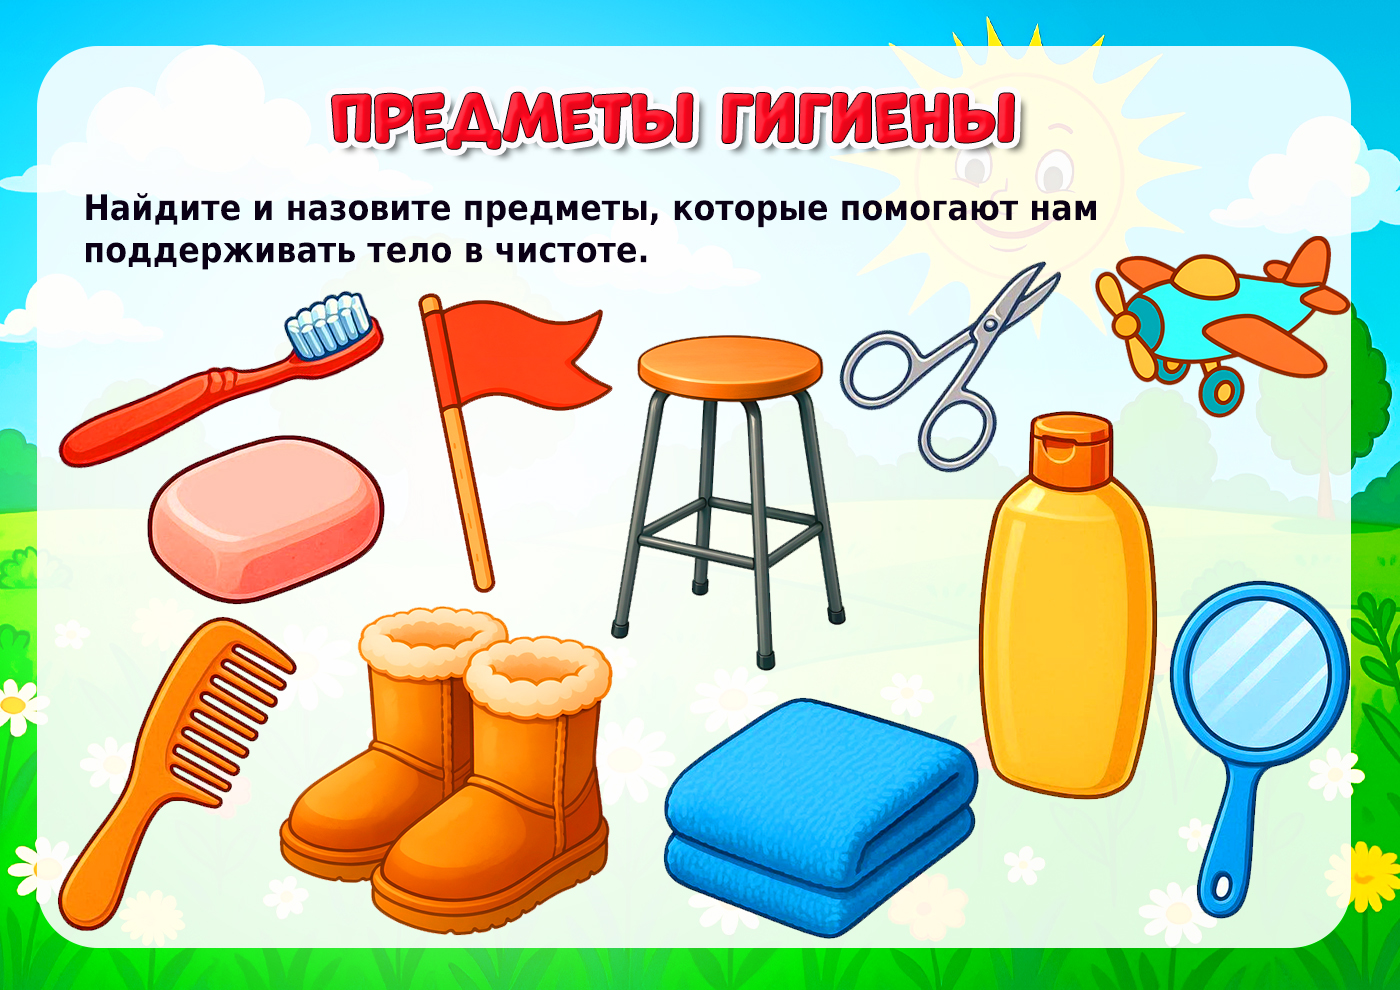 ПРЕДМЕТЫ ГИГИЕНЫ
Найдите и назовите предметы, которые помогают нам
поддерживать тело в чистоте.